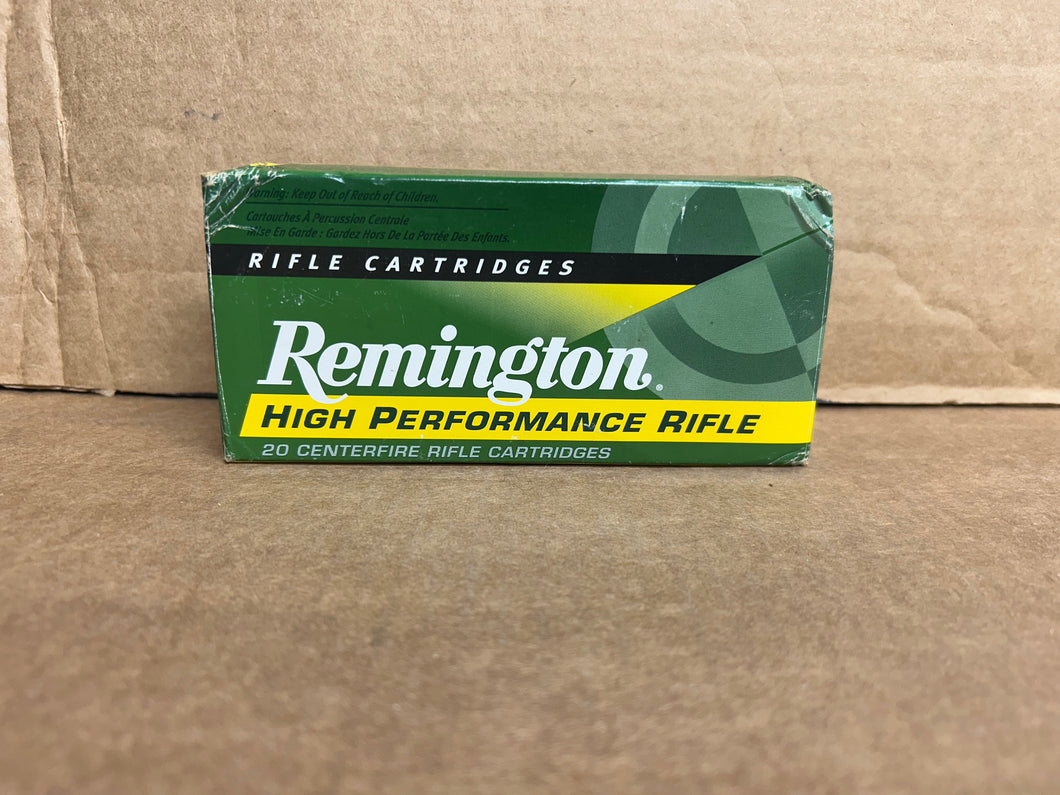 Warning: Keep Out of Reach of Children.
Cartouches À Percussion Centrale
Mise En Garde : Gardez Hors De La Portée Des Enfants.
RIFLE CARTRIDGES
Remington®
HIGH PERFORMANCE RIFLE
20 CENTERFIRE RIFLE CARTRIDGES